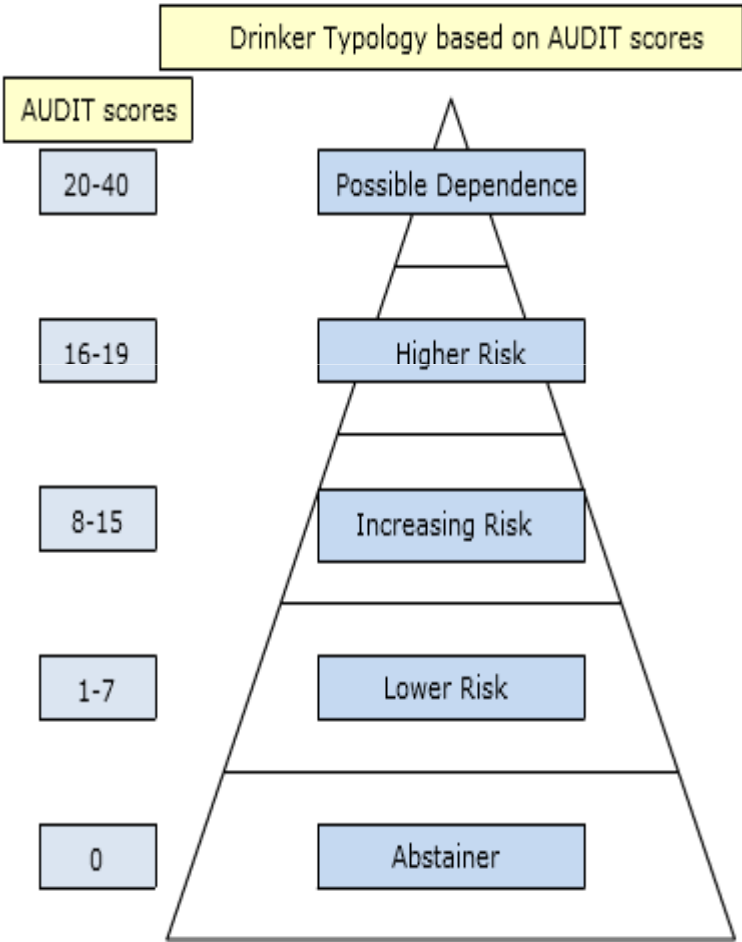 Drinker Typology based on AUDIT scores
AUDIT scores
20-40
Possible Dependence
16-19
Higher Risk
8-15
Increasing Risk
1-7
Lower Risk
0
Abstainer